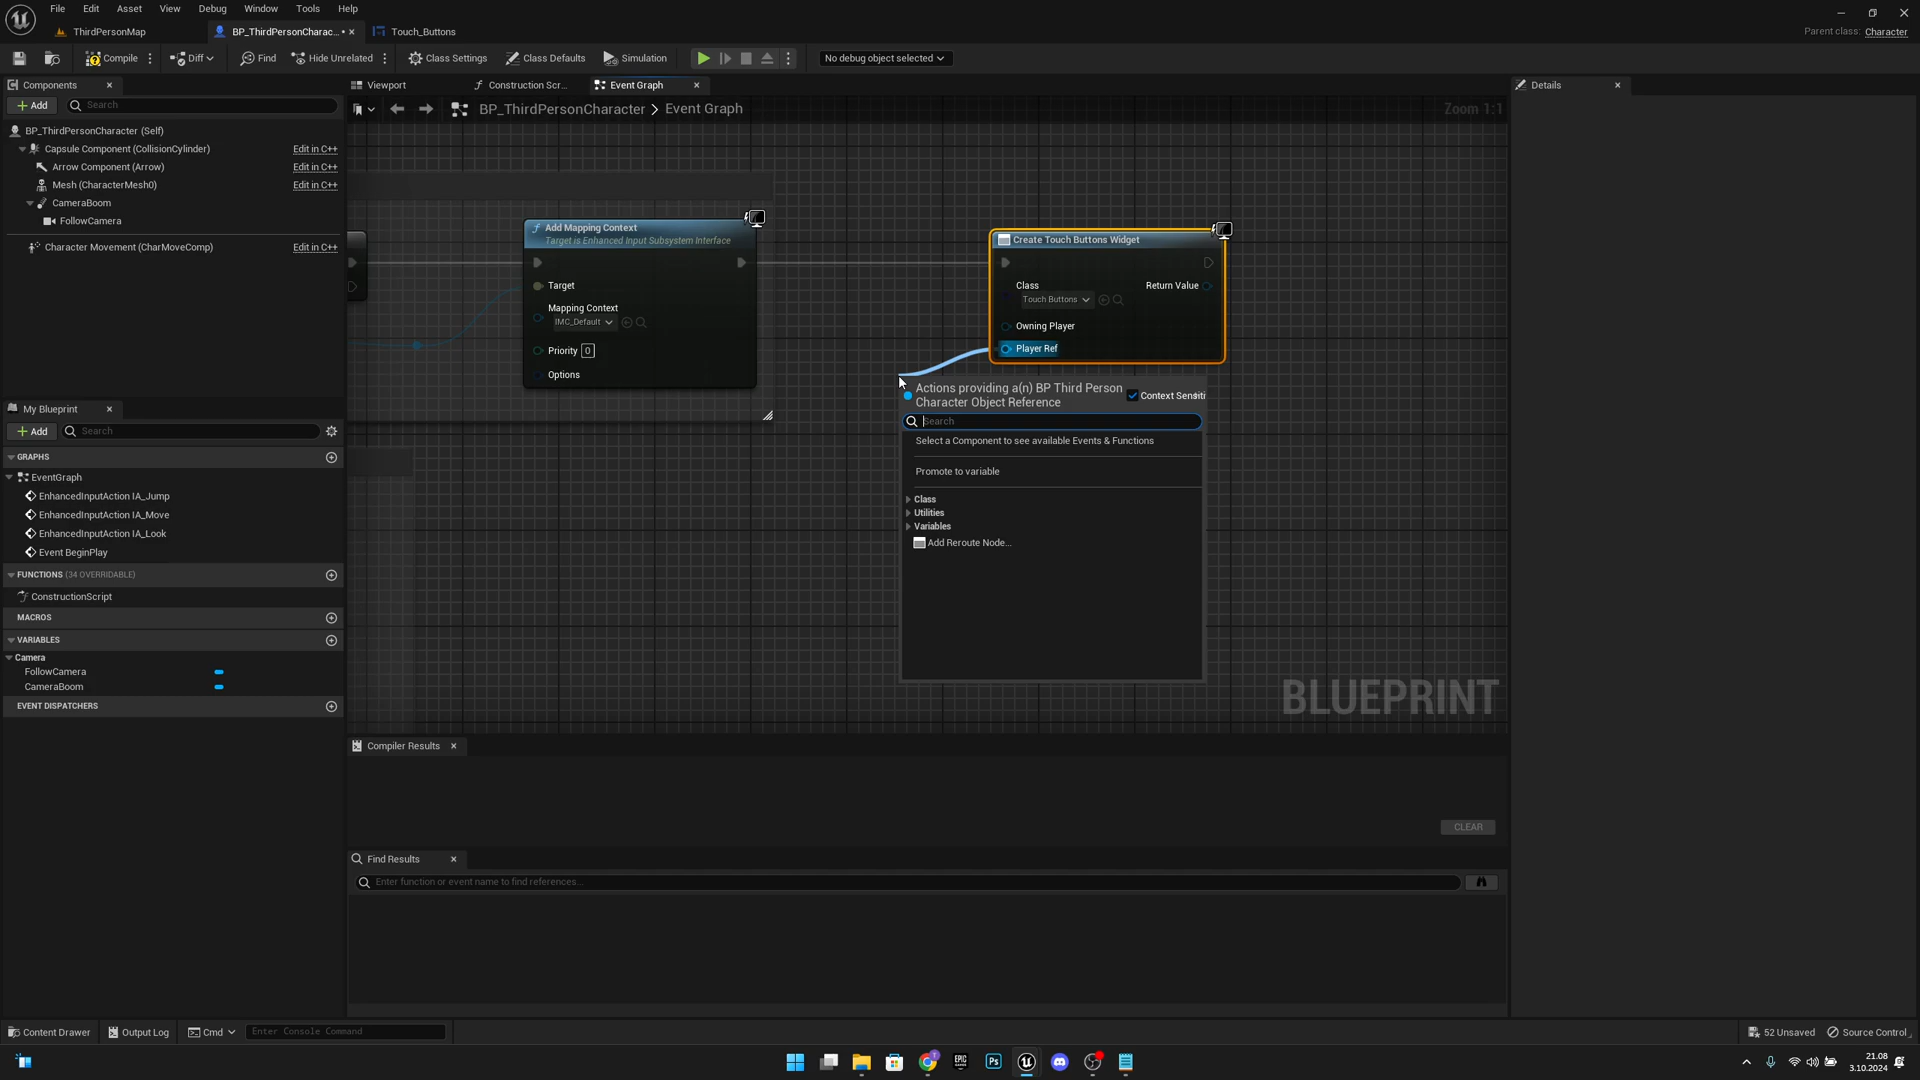 File Edit Asset View Debug Window Tools Help
ThirdPersonMap BP_ThirdPersonCharac... • × Touch_Buttons
Parent class: Character
Compile Diff Find Hide Unrelated Class Settings Class Defaults Simulation No debug object selected
Components × Viewport Construction Scr... Event Graph × Details ×
+ Add Search
BP_ThirdPersonCharacter > Event Graph Zoom 1:1
BP_ThirdPersonCharacter (Self)
Capsule Component (CollisionCylinder) Edit in C++
Arrow Component (Arrow) Edit in C++
Mesh (CharacterMesh0) Edit in C++
CameraBoom
FollowCamera
Character Movement (CharMoveComp) Edit in C++
Add Mapping Context
Target is Enhanced Input Subsystem Interface
Target
Mapping Context
IMC_Default
Priority 0
Options
Create Touch Buttons Widget
Class Return Value
Touch Buttons
Owning Player
Player Ref
Actions providing a(n) BP Third Person
Character Object Reference Context Sensiti
Search
Select a Component to see available Events & Functions
Promote to variable
Class
Utilities
Variables
Add Reroute Node...
BLUEPRINT
My Blueprint ×
+ Add Search
GRAPHS
EventGraph
EnhancedInputAction IA_Jump
EnhancedInputAction IA_Move
EnhancedInputAction IA_Look
Event BeginPlay
FUNCTIONS (34 OVERRIDABLE)
ConstructionScript
MACROS
VARIABLES
Camera
FollowCamera
CameraBoom
EVENT DISPATCHERS
Compiler Results ×
CLEAR
Find Results ×
Enter function or event name to find references...
Content Drawer Output Log Cmd Enter Console Command 52 Unsaved Source Control
EPIC GAMES Ps
21.08
3.10.2024